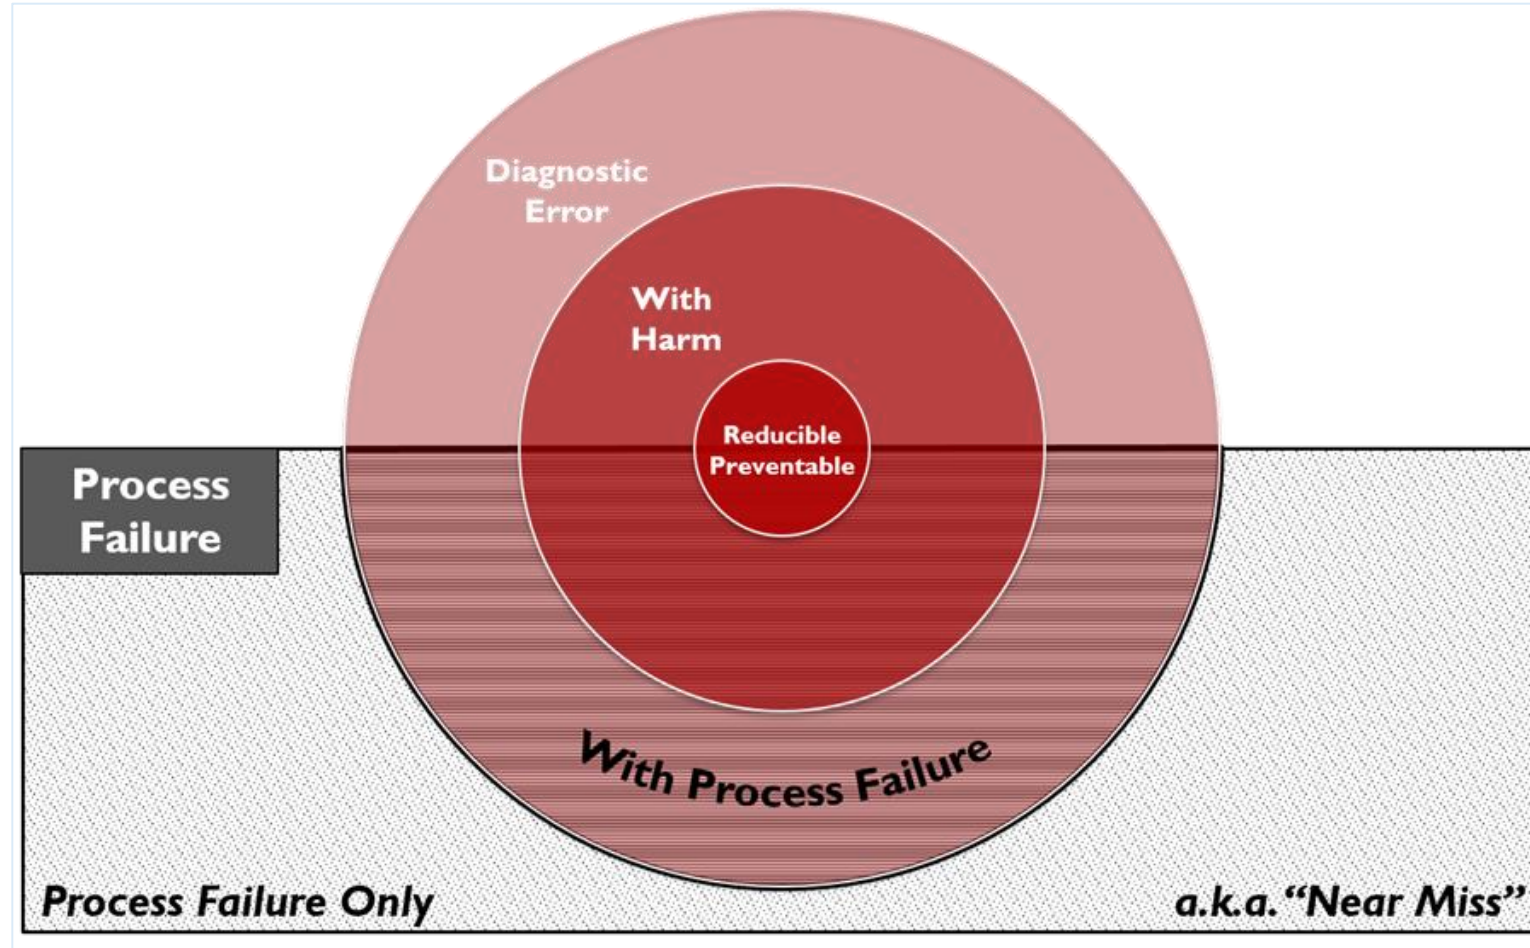 Diagnostic
Error
With
Harm
Reducible
Preventable
Process
Failure
With Process Failure
Process Failure Only
a.k.a. “Near Miss”